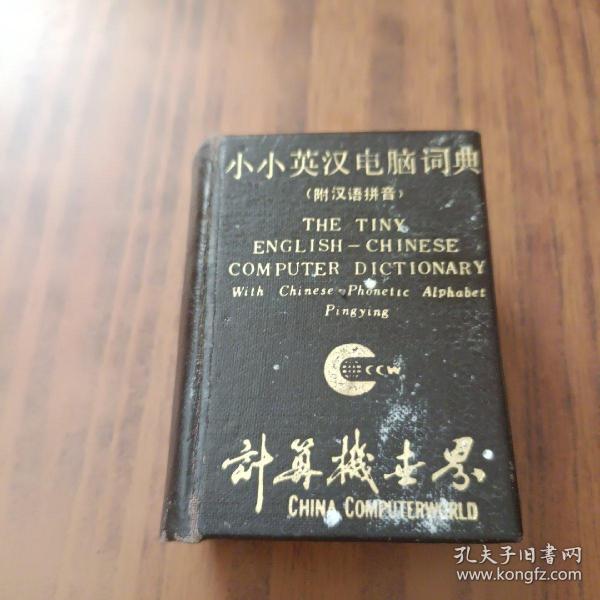 小小英汉电脑词典
(附汉语拼音)
THE TINY
ENGLISH-CHINESE
COMPUTER DICTIONARY
With Chinese-Phonetic Alphabet
Pingying
CCW
計算機世界
CHINA COMPUTERWORLD
孔夫子旧书网
www.kongfz.com